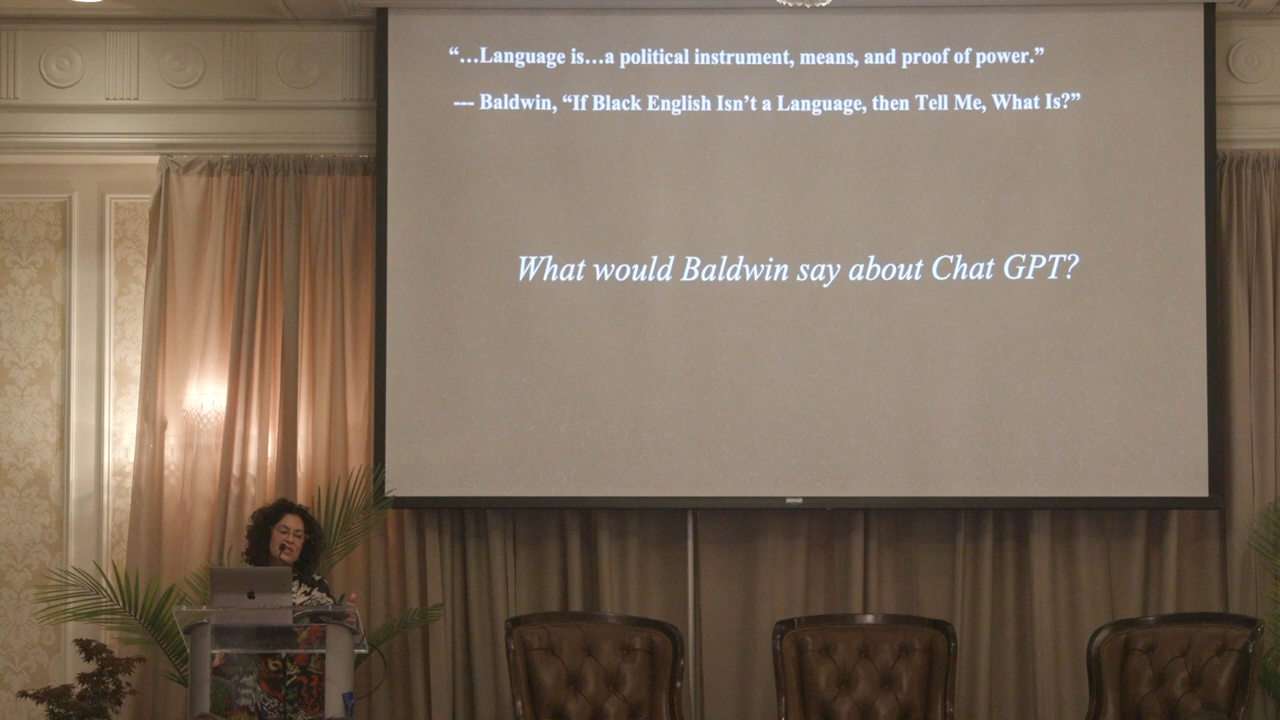 “…Language is…a political instrument, means, and proof of power.”
--- Baldwin, “If Black English Isn’t a Language, then Tell Me, What Is?”
What would Baldwin say about Chat GPT?